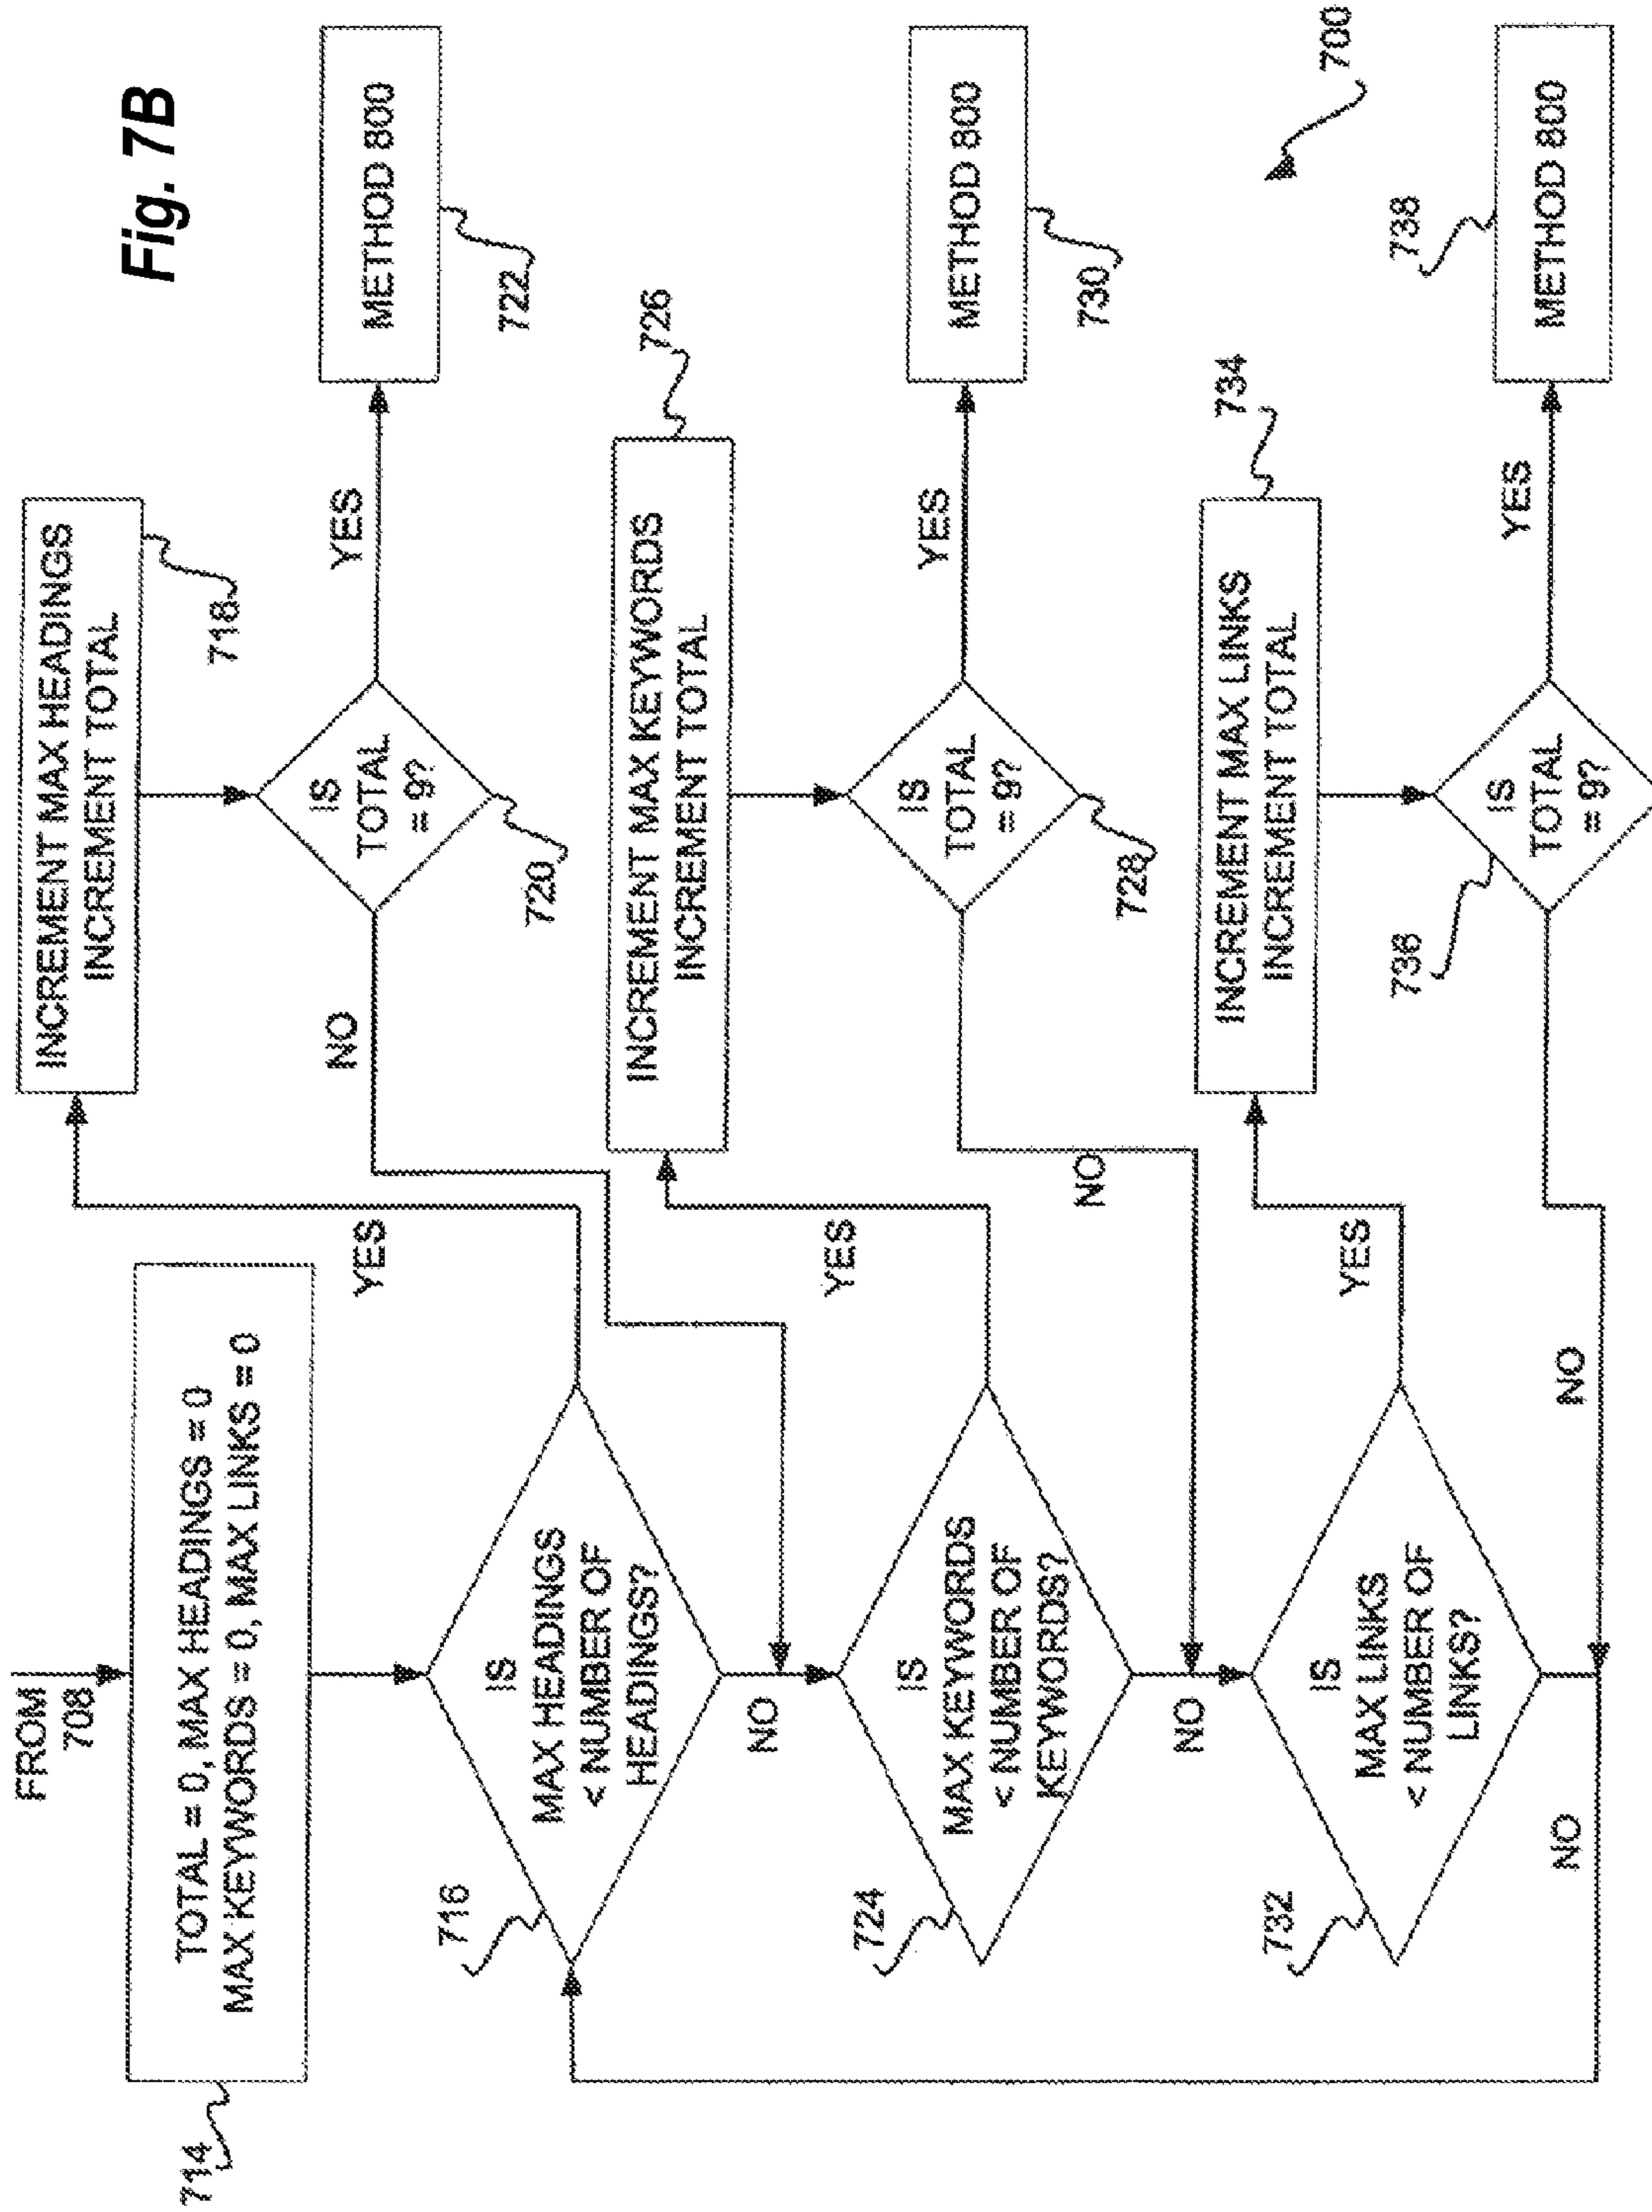 Fig. 7B
FROM
708
TOTAL = 0, MAX HEADINGS = 0
MAX KEYWORDS = 0, MAX LINKS = 0
714
IS
MAX HEADINGS
< NUMBER OF
HEADINGS?
716
YES
NO
INCREMENT MAX HEADINGS
INCREMENT TOTAL
718
IS
TOTAL
= 9?
720
NO
YES
METHOD 800
722
IS
MAX KEYWORDS
< NUMBER OF
KEYWORDS?
724
YES
NO
INCREMENT MAX KEYWORDS
INCREMENT TOTAL
726
IS
TOTAL
= 9?
728
NO
YES
METHOD 800
730
IS
MAX LINKS
< NUMBER OF
LINKS?
732
YES
NO
INCREMENT MAX LINKS
INCREMENT TOTAL
734
IS
TOTAL
= 9?
736
NO
YES
METHOD 800
738
700